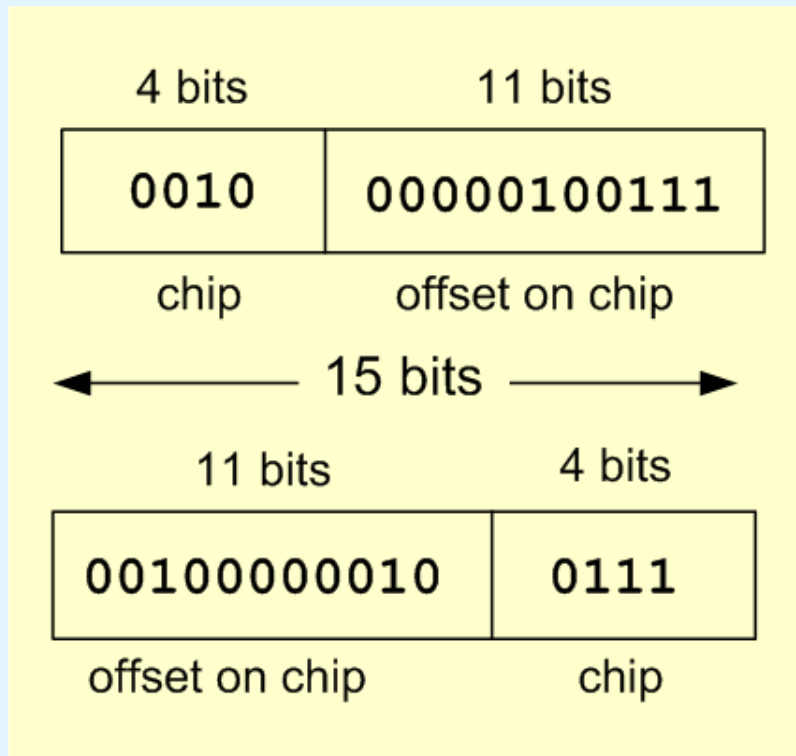 4 bits 11 bits
0010 00000100111
chip offset on chip
15 bits
11 bits 4 bits
00100000010 0111
offset on chip chip